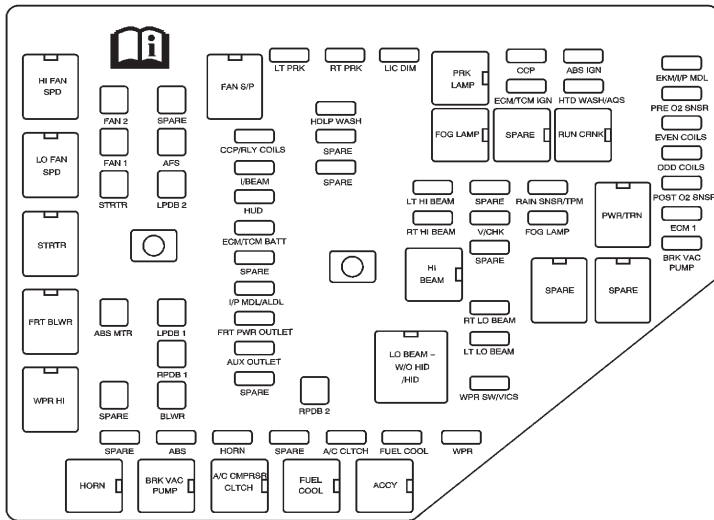 HI FAN
SPD
FAN S/P
LT PRK
RT PRK
LIC DIM
PRK
LAMP
CCP
ABS IGN
EKM/I/P MDL
FAN 2
SPARE
HDLP WASH
ECM/TCM IGN
HTD WASH/AQS
PRE O2 SNSR
LO FAN
SPD
FAN 1
AFS
CCP/RLY COILS
SPARE
FOG LAMP
SPARE
RUN CRNK
EVEN COILS
I/BEAM
SPARE
ODD COILS
STRTR
LPDB 2
HUD
LT HI BEAM
SPARE
RAIN SNSR/TPM
POST O2 SNSR
STRTR
ECM/TCM BATT
RT HI BEAM
V/CHK
FOG LAMP
PWR/TRN
ECM 1
SPARE
SPARE
BRK VAC
PUMP
HI
BEAM
I/P MDL/ALDL
SPARE
SPARE
FRT BLWR
ABS MTR
LPDB 1
FRT PWR OUTLET
RT LO BEAM
AUX OUTLET
LO BEAM –
W/O HID
/HID
LT LO BEAM
RPDB 1
SPARE
WPR HI
SPARE
BLWR
RPDB 2
WPR SW/VICS
SPARE
ABS
HORN
SPARE
A/C CLTCH
FUEL COOL
WPR
HORN
BRK VAC
PUMP
A/C CMPRSR
CLTCH
FUEL
COOL
ACCY